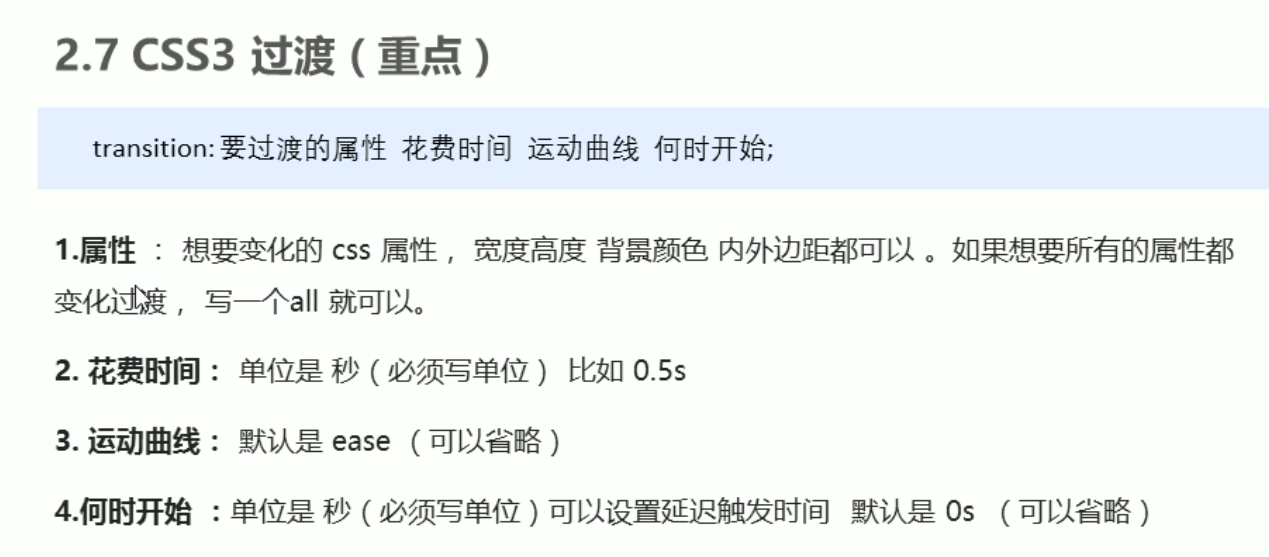 2.7 CSS3 过渡（重点）
transition: 要过渡的属性 花费时间 运动曲线 何时开始;
1.属性 ： 想要变化的 css 属性， 宽度高度 背景颜色 内外边距都可以 。如果想要所有的属性都
变化过渡， 写一个all 就可以。
2. 花费时间： 单位是 秒（必须写单位） 比如 0.5s
3. 运动曲线： 默认是 ease （可以省略）
4.何时开始 ：单位是 秒（必须写单位）可以设置延迟触发时间 默认是 0s （可以省略）